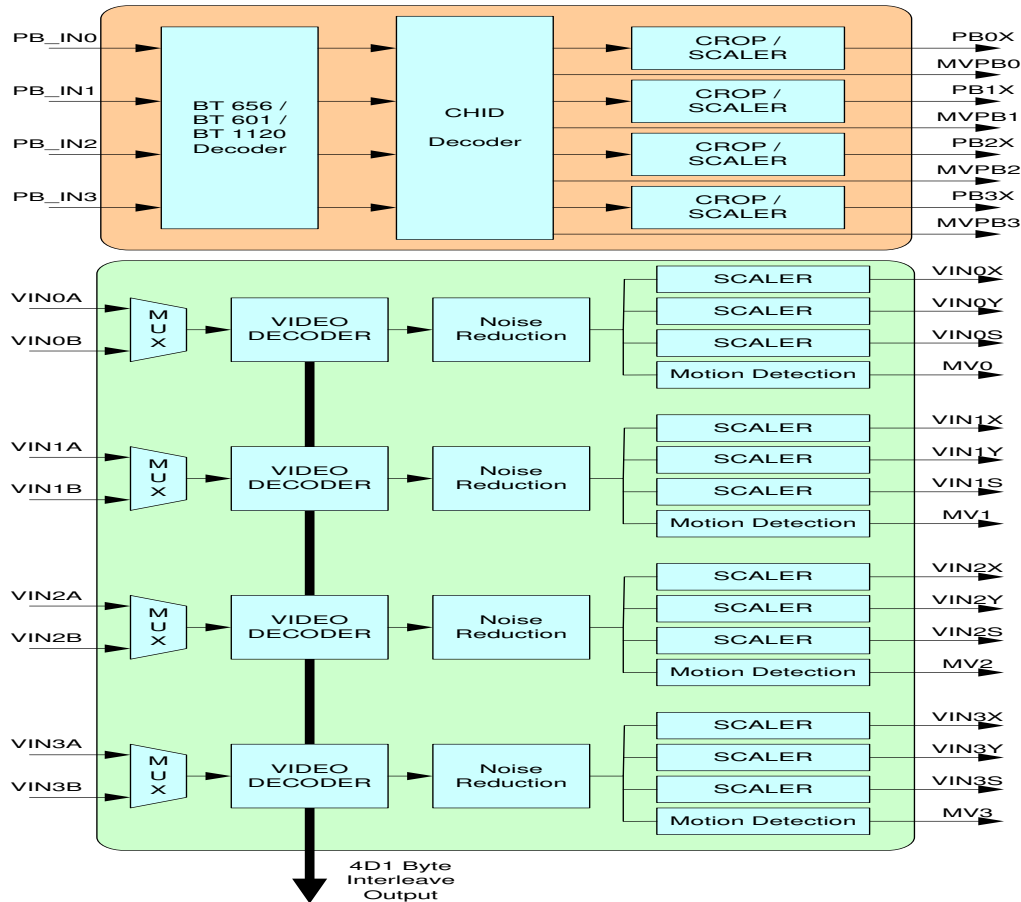 PB_IN0
PB_IN1
PB_IN2
PB_IN3
BT 656 /
BT 601 /
BT 1120
Decoder
CHID
Decoder
CROP /
SCALER
CROP /
SCALER
CROP /
SCALER
CROP /
SCALER
PB0X
MVPB0
PB1X
MVPB1
PB2X
MVPB2
PB3X
MVPB3
VIN0A
VIN0B
M
U
X
VIDEO
DECODER
Noise
Reduction
SCALER
SCALER
SCALER
Motion Detection
VIN0X
VIN0Y
VIN0S
MV0
VIN1A
VIN1B
M
U
X
VIDEO
DECODER
Noise
Reduction
SCALER
SCALER
SCALER
Motion Detection
VIN1X
VIN1Y
VIN1S
MV1
VIN2A
VIN2B
M
U
X
VIDEO
DECODER
Noise
Reduction
SCALER
SCALER
SCALER
Motion Detection
VIN2X
VIN2Y
VIN2S
MV2
VIN3A
VIN3B
M
U
X
VIDEO
DECODER
Noise
Reduction
SCALER
SCALER
SCALER
Motion Detection
VIN3X
VIN3Y
VIN3S
MV3
4D1 Byte
Interleave
Output